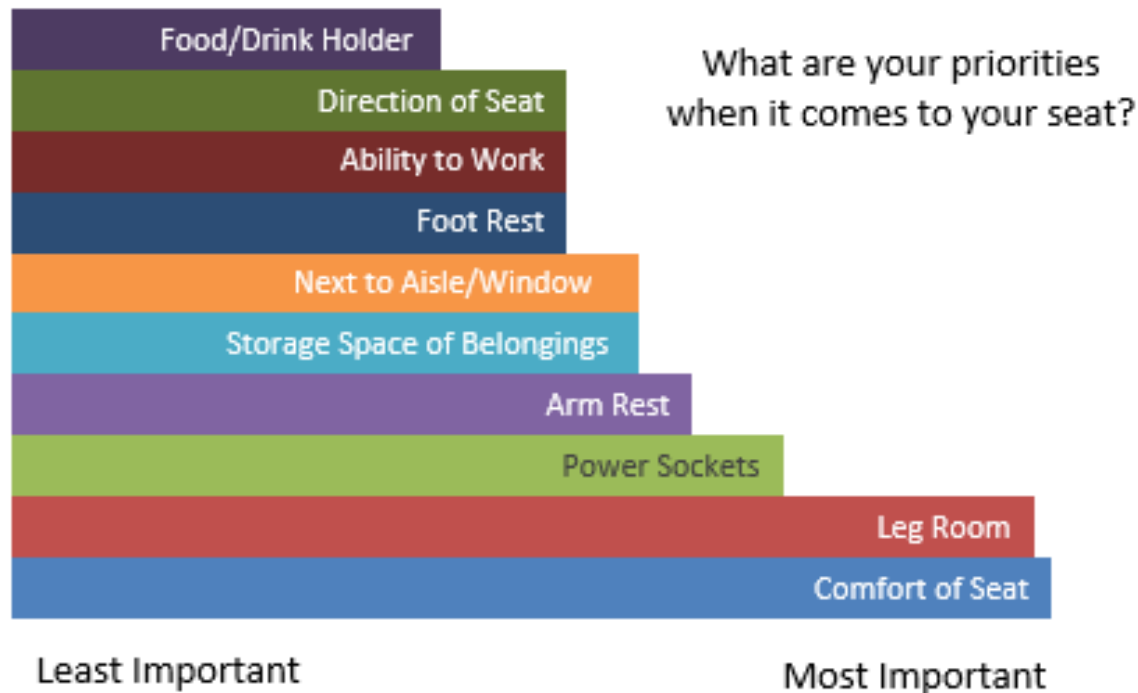 Food/Drink Holder
What are your priorities
when it comes to your seat?
Direction of Seat
Ability to Work
Foot Rest
Next to Aisle/Window
Storage Space of Belongings
Arm Rest
Power Sockets
Leg Room
Comfort of Seat
Least Important
Most Important